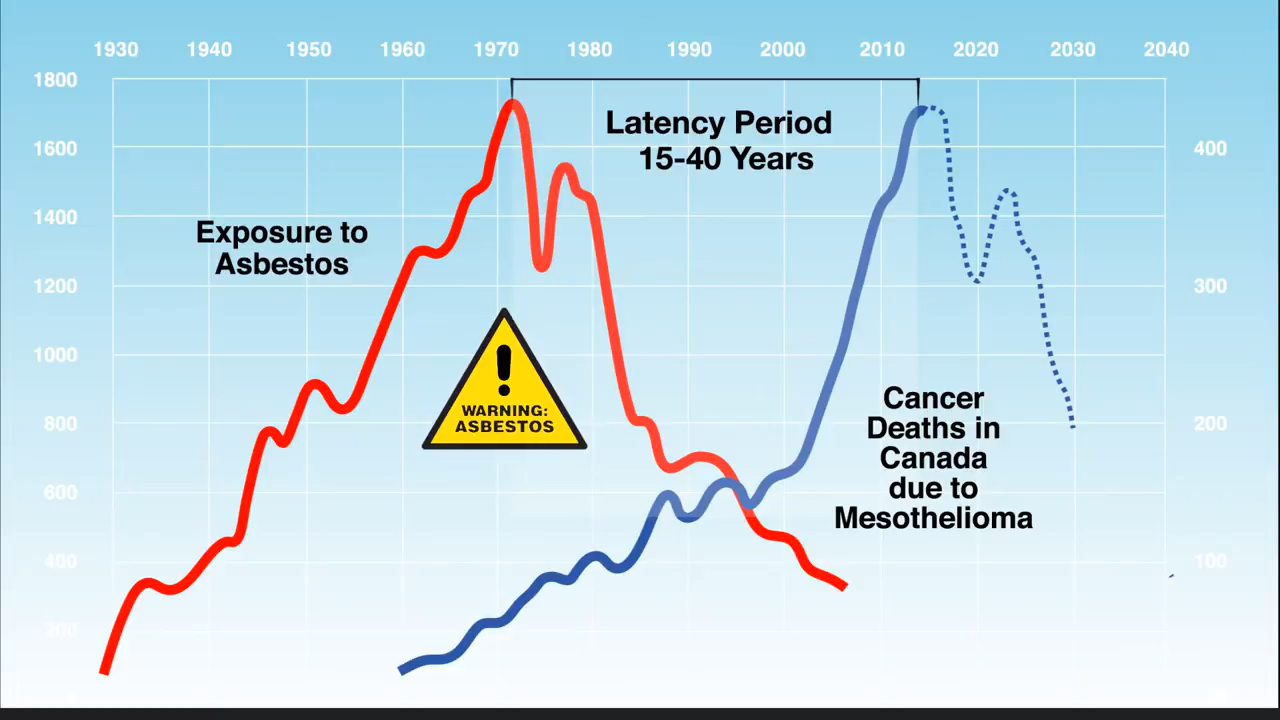 1930 1940 1950 1960 1970 1980 1990 2000 2010 2020 2030 2040
1800
Latency Period
15-40 Years
1600
400
1400
Exposure to
Asbestos
1200
300
1000
WARNING:
ASBESTOS
Cancer
Deaths in
Canada
due to
Mesothelioma
800
200
600
400
100
200